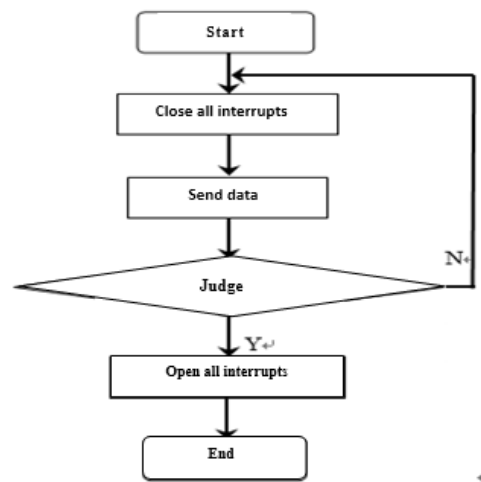 Start
Close all interrupts
Send data
Judge
N
Y
Open all interrupts
End